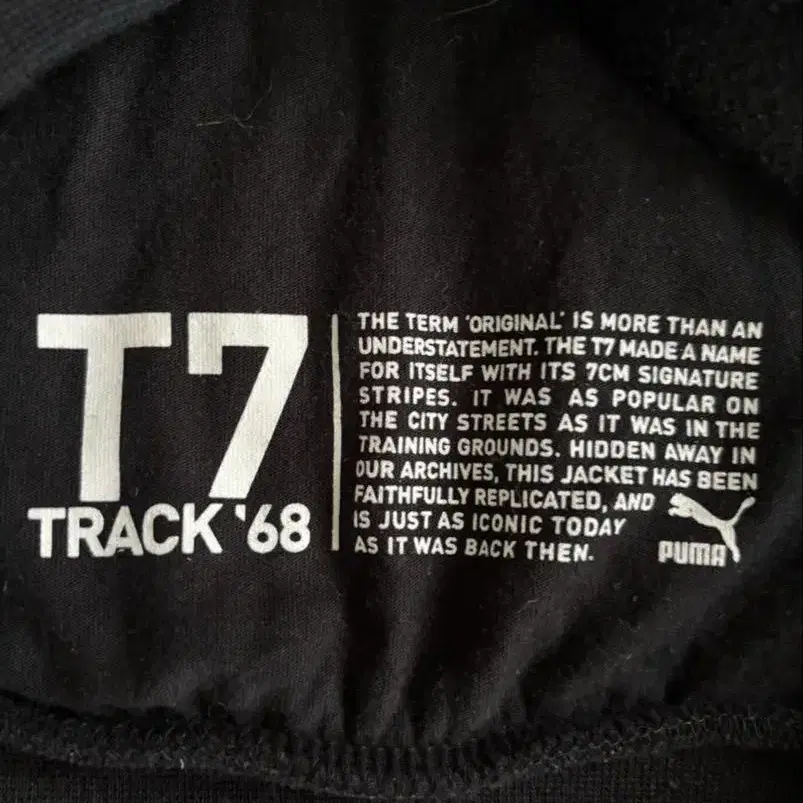 T7
TRACK '68
THE TERM 'ORIGINAL' IS MORE THAN AN
UNDERSTATEMENT. THE T7 MADE A NAME
FOR ITSELF WITH ITS 7CM SIGNATURE
STRIPES. IT WAS AS POPULAR ON
THE CITY STREETS AS IT WAS IN THE
TRAINING GROUNDS. HIDDEN AWAY IN
OUR ARCHIVES, THIS JACKET HAS BEEN
FAITHFULLY REPLICATED, AND
IS JUST AS ICONIC TODAY
AS IT WAS BACK THEN.
PUMA